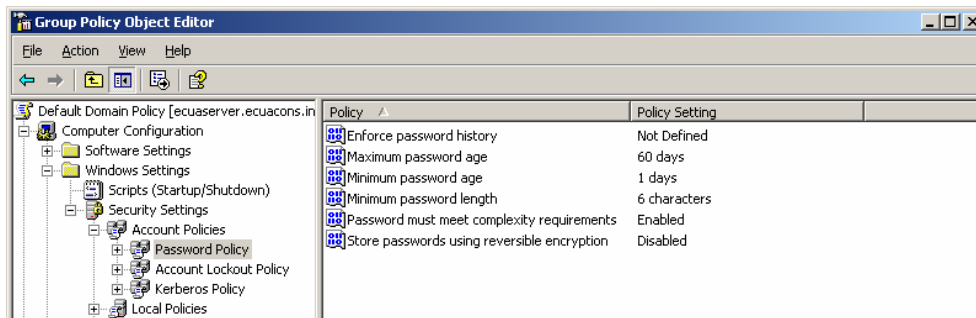 Group Policy Object Editor
File Action View Help
Default Domain Policy [ecuaserver.ecuacons.in
Computer Configuration
Software Settings
Windows Settings
Scripts (Startup/Shutdown)
Security Settings
Account Policies
Password Policy
Account Lockout Policy
Kerberos Policy
Local Policies
Policy Policy Setting
Enforce password history Not Defined
Maximum password age 60 days
Minimum password age 1 days
Minimum password length 6 characters
Password must meet complexity requirements Enabled
Store passwords using reversible encryption Disabled